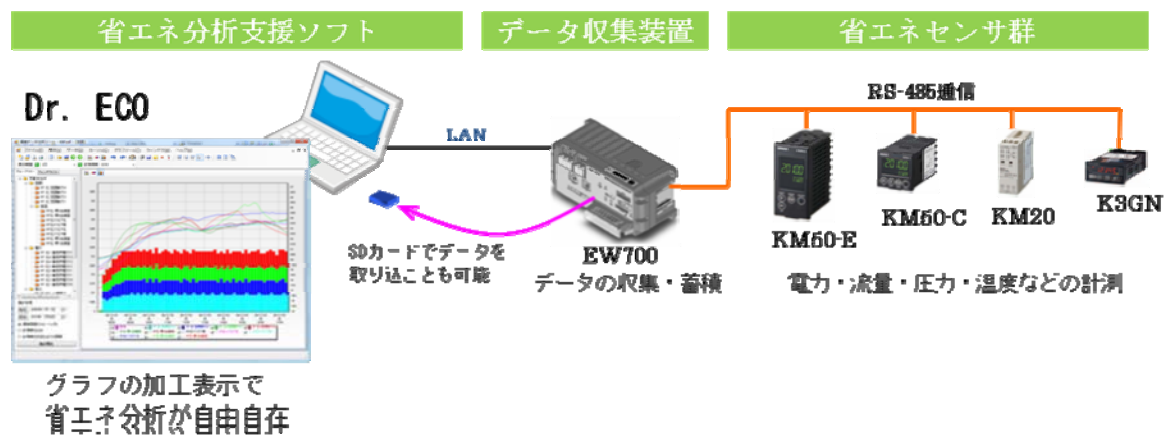 省エネ分析支援ソフト
データ収集装置
省エネセンサ群
Dr. ECO
LAN
RS-485通信
SDカードでデータを
取り込ことも可能
EW700
データの収集・蓄積
KM50-E
KM50-C
KM20
K3GN
電力・流量・圧力・温度などの計測
グラフの加工表示で
省エネ分析が自由自在